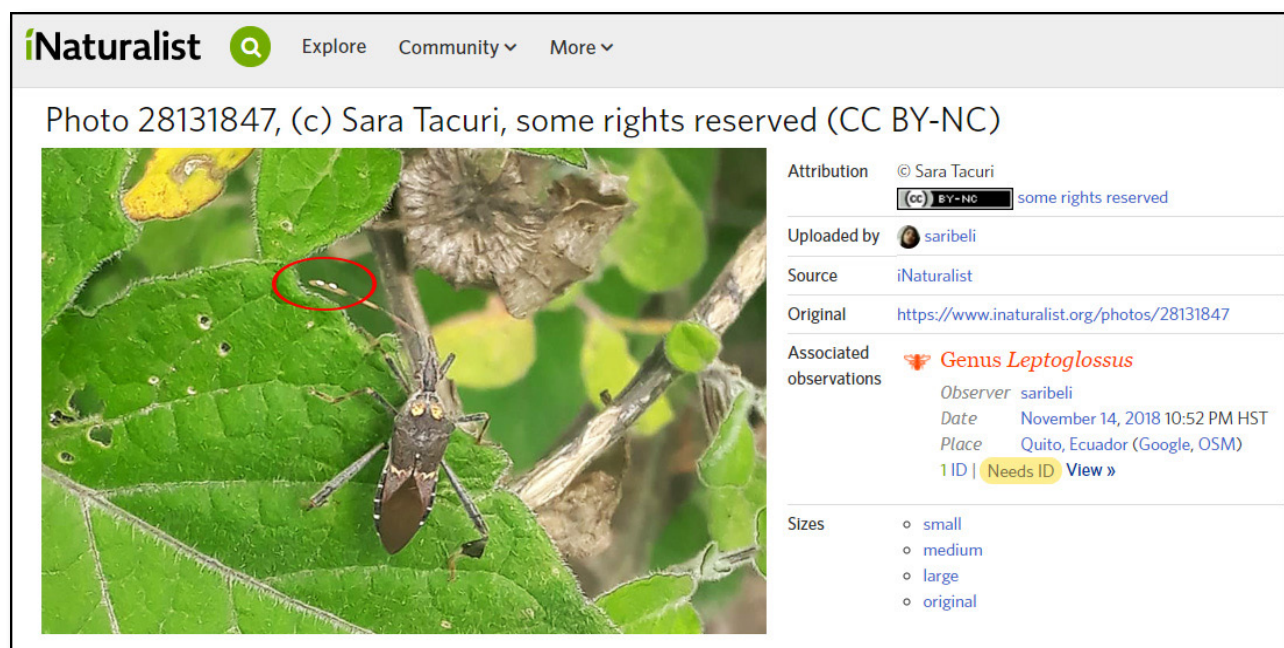 iNaturalist Explore Community More
Photo 28131847, (c) Sara Tacuri, some rights reserved (CC BY-NC)
Attribution © Sara Tacuri
(cc) BY-NC some rights reserved
Uploaded by saribeli
Source iNaturalist
Original https://www.inaturalist.org/photos/28131847
Associated observations Genus Leptoglossus
Observer saribeli
Date November 14, 2018 10:52 PM HST
Place Quito, Ecuador (Google, OSM)
1 ID | Needs ID View »
Sizes small
medium
large
original